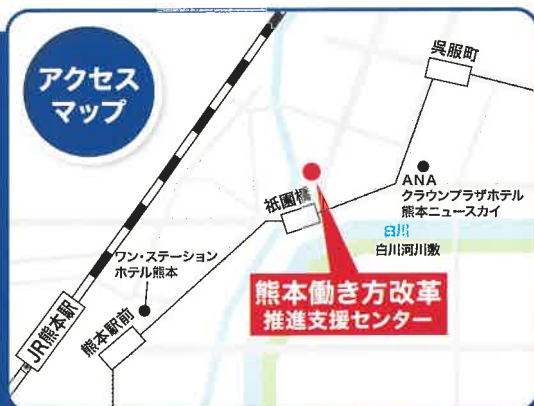 アクセス
マップ
呉服町
ANA
クラウンプラザホテル
熊本ニュースカイ
祇園橋
白川
白川河川敷
ワン・ステーション
ホテル熊本
熊本働き方改革
推進支援センター
熊本駅前
JR熊本駅